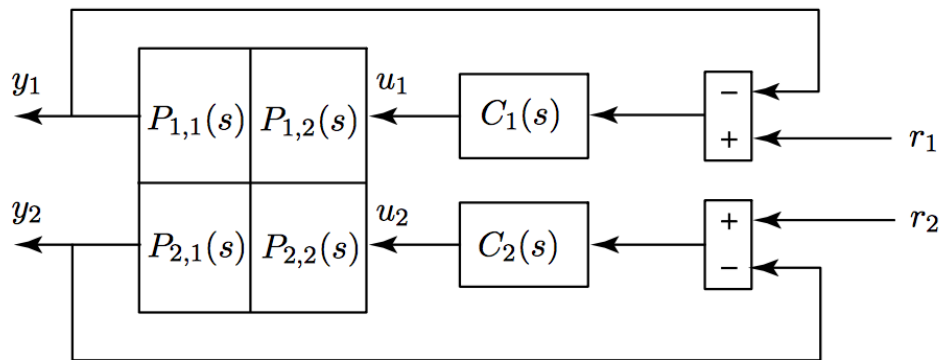 y₁ P₁,₁(s) P₁,₂(s) u₁ C₁(s) −
+ r₁
y₂ P₂,₁(s) P₂,₂(s) u₂ C₂(s) + r₂
−